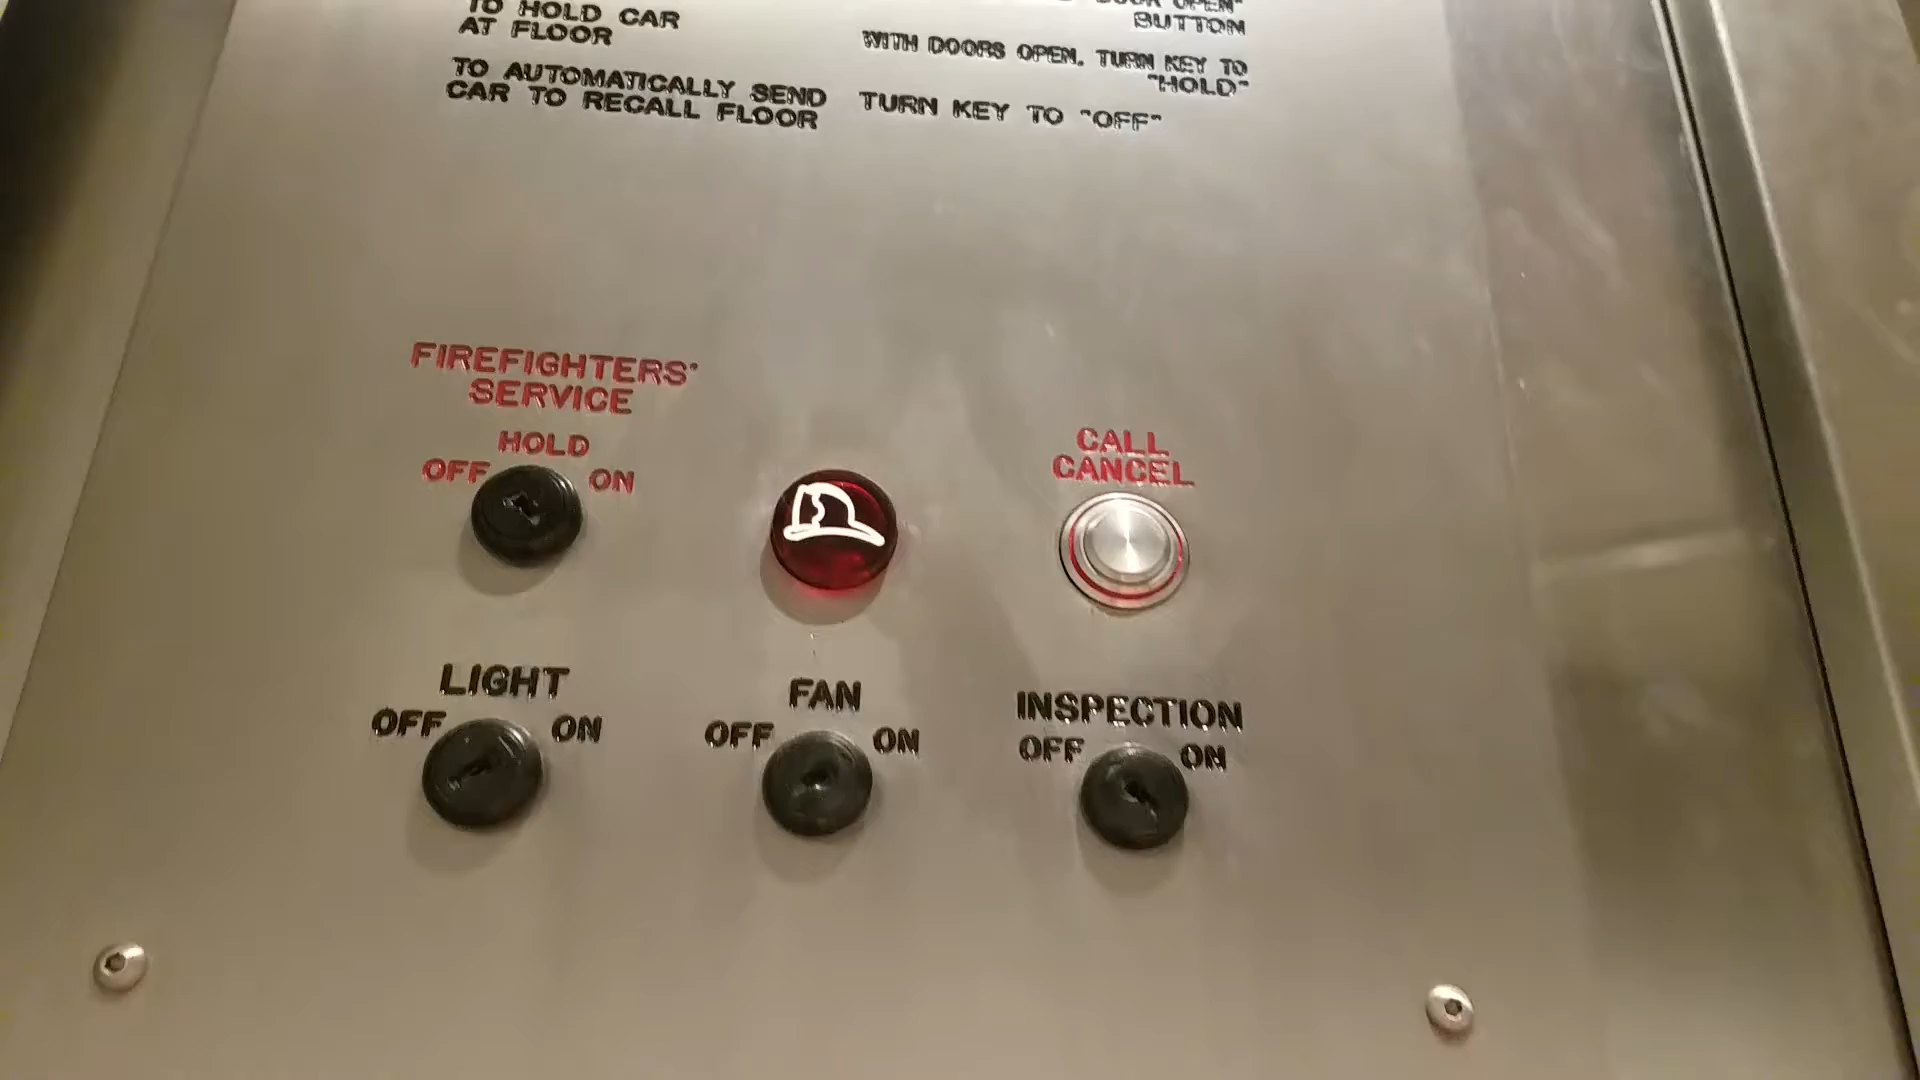 TO HOLD CAR
AT FLOOR
DOOR OPEN"
BUTTON
WITH DOORS OPEN, TURN KEY TO
"HOLD"
TO AUTOMATICALLY SEND
CAR TO RECALL FLOOR
TURN KEY TO "OFF"
FIREFIGHTERS'
SERVICE
HOLD
OFF ON
CALL
CANCEL
LIGHT
OFF ON
FAN
OFF ON
INSPECTION
OFF ON